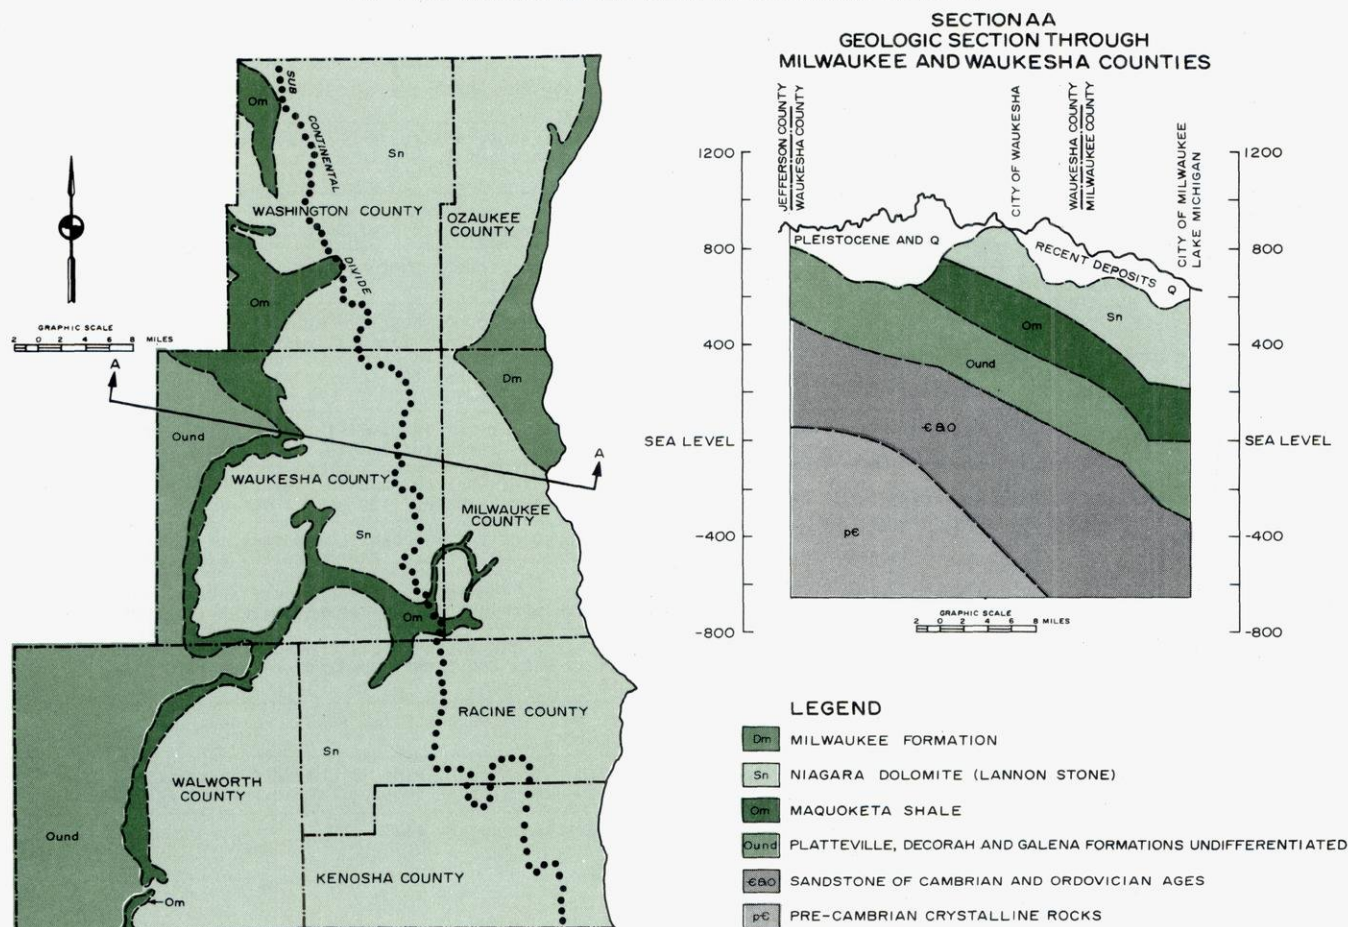 SECTION AA
GEOLOGIC SECTION THROUGH
MILWAUKEE AND WAUKESHA COUNTIES
JEFFERSON COUNTY
WAUKESHA COUNTY
CITY OF WAUKESHA
WAUKESHA COUNTY
MILWAUKEE COUNTY
CITY OF MILWAUKEE
LAKE MICHIGAN
1200
800
400
SEA LEVEL
-400
-800
1200
800
400
SEA LEVEL
-400
-800
PLEISTOCENE AND Q
RECENT DEPOSITS Q
Sn
Om
Ound
€&O
p€
GRAPHIC SCALE
2 0 2 4 6 8 MILES
SUB
CONTINENTAL
DIVIDE
Om
Sn
WASHINGTON COUNTY
OZAUKEE
COUNTY
Om
GRAPHIC SCALE
2 0 2 4 6 8 MILES
A
Dm
Ound
A
WAUKESHA COUNTY
MILWAUKEE
COUNTY
Sn
Om
RACINE COUNTY
Sn
WALWORTH
COUNTY
Ound
KENOSHA COUNTY
Om
LEGEND
Dm MILWAUKEE FORMATION
Sn NIAGARA DOLOMITE (LANNON STONE)
Om MAQUOKETA SHALE
Ound PLATTEVILLE, DECORAH AND GALENA FORMATIONS UNDIFFERENTIATED
€&O SANDSTONE OF CAMBRIAN AND ORDOVICIAN AGES
p€ PRE-CAMBRIAN CRYSTALLINE ROCKS